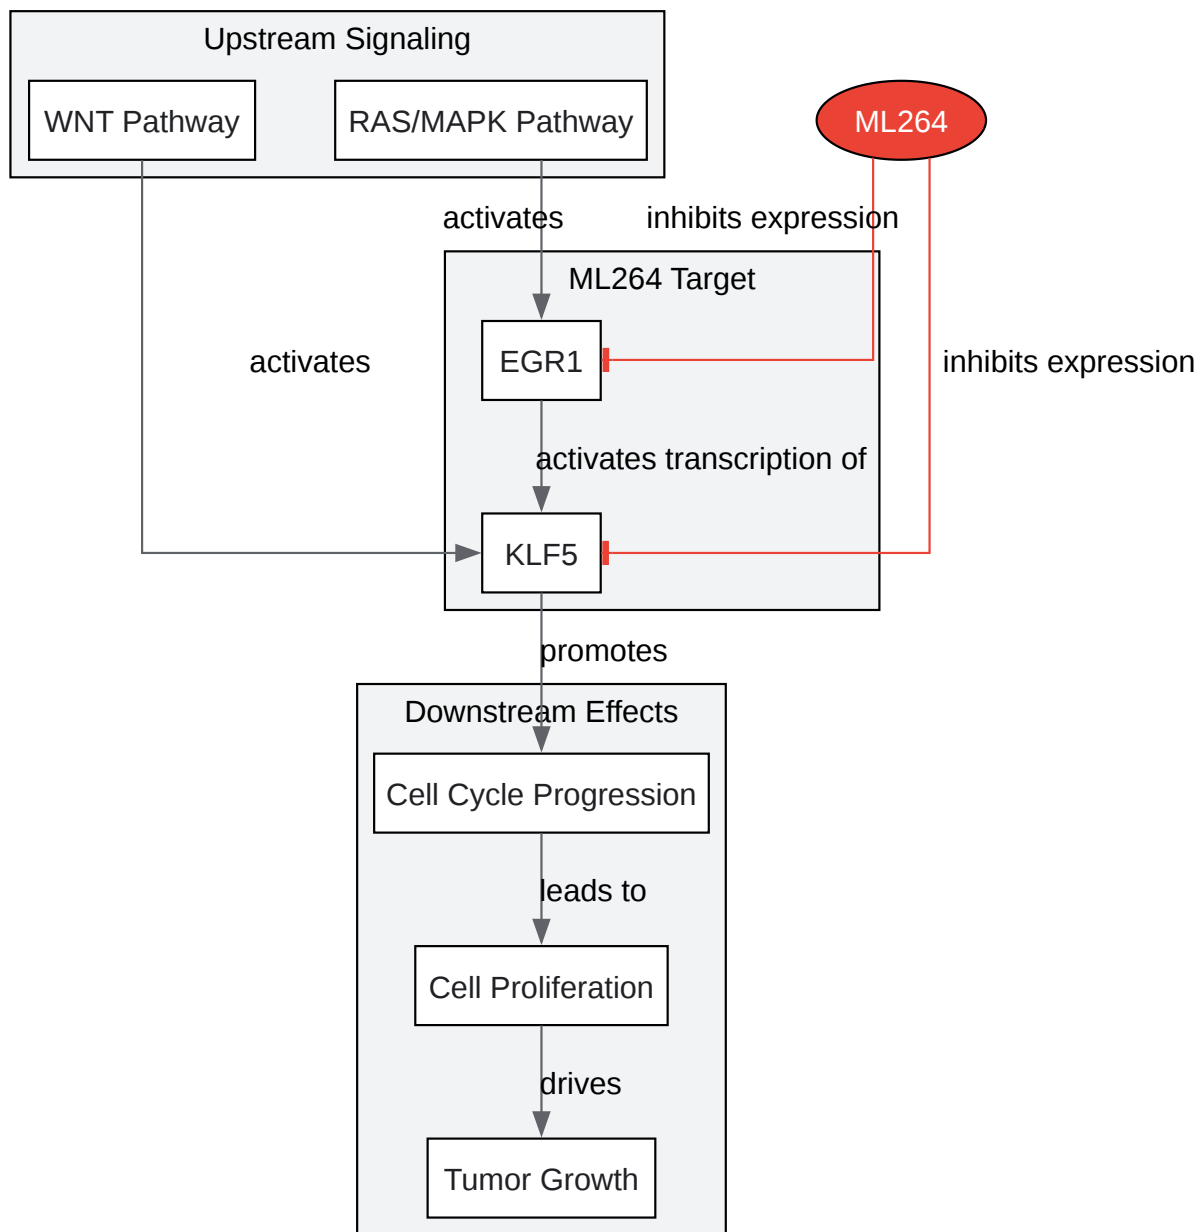 Upstream Signaling
WNT Pathway
RAS/MAPK Pathway
ML264
activates
inhibits expression
ML264 Target
EGR1
activates
inhibits expression
activates transcription of
KLF5
promotes
Downstream Effects
Cell Cycle Progression
leads to
Cell Proliferation
drives
Tumor Growth